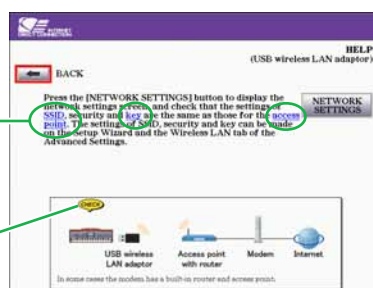 INTERNET
DIRECT CONNECTION
HELP
(USB wireless LAN adaptor)
BACK
Press the [NETWORK SETTINGS] button to display the
network settings screen, and check that the settings of
SSID, security and key are the same as those for the access
point. The settings of SSID, security and key can be made
on the Setup Wizard and the Wireless LAN tab of the
Advanced Settings.
NETWORK
SETTINGS
CHECK
USB wireless
LAN adaptor
Access point
with router
Modem
Internet
In some cases the modem has a built-in router and access point.